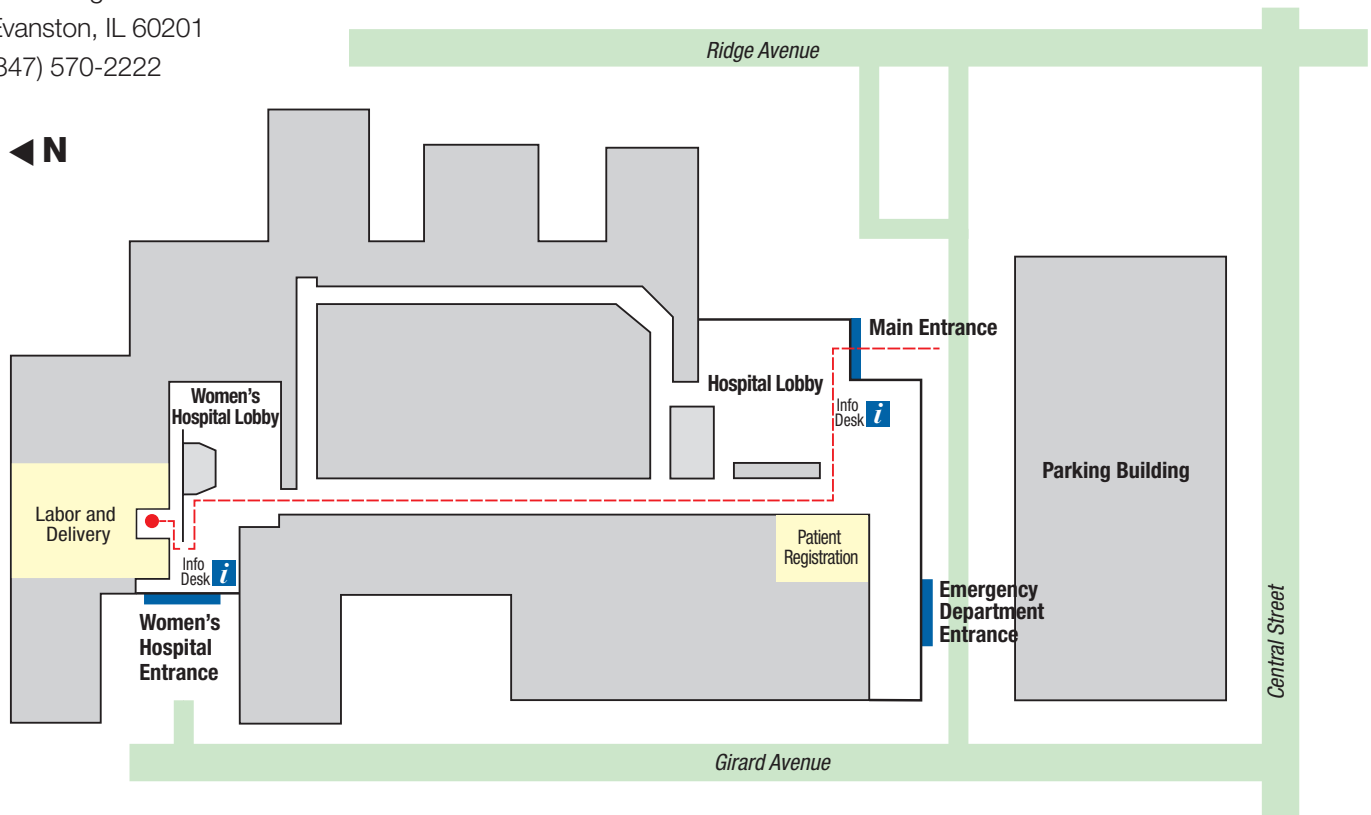 Evanston, IL 60201
847) 570-2222
Ridge Avenue
N
Main Entrance
Hospital Lobby
Women's
Hospital Lobby
Info
Desk
i
Parking Building
Labor and
Delivery
Patient
Registration
Info
Desk
i
Emergency
Department
Entrance
Women's
Hospital
Entrance
Central Street
Girard Avenue